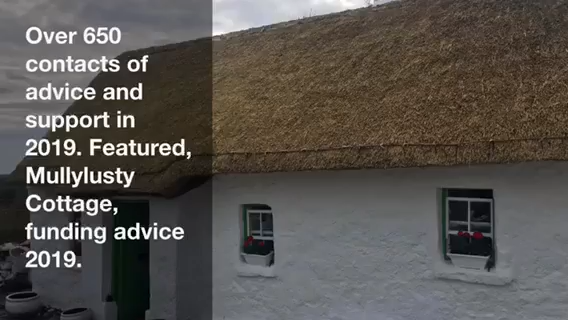 Over 650
contacts of
advice and
support in
2019. Featured,
Mullylusty
Cottage,
funding advice
2019.